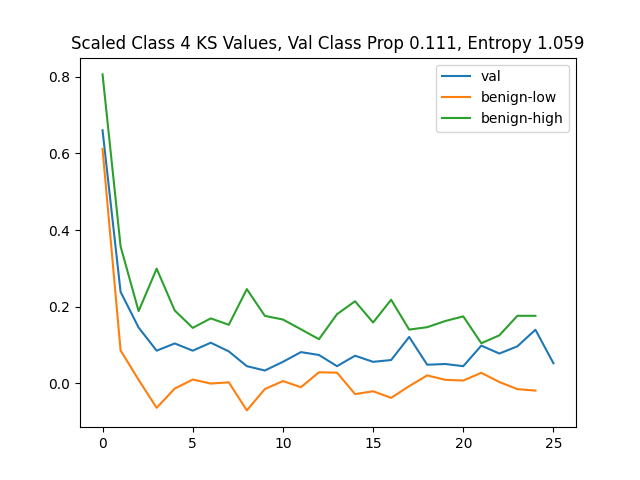 Scaled Class 4 KS Values, Val Class Prop 0.111, Entropy 1.059
val
benign-low
benign-high
0.8
0.6
0.4
0.2
0.0
0
5
10
15
20
25